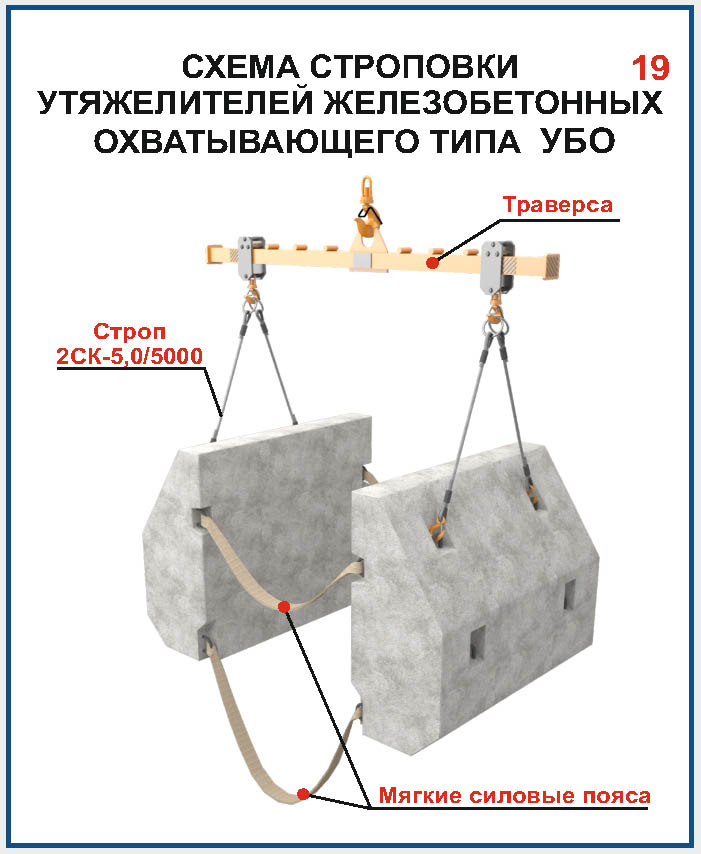 СХЕМА СТРОПОВКИ 19
УТЯЖЕЛИТЕЛЕЙ ЖЕЛЕЗОБЕТОННЫХ
ОХВАТЫВАЮЩЕГО ТИПА УБО
Траверса
Строп
2СК-5,0/5000
Мягкие силовые пояса